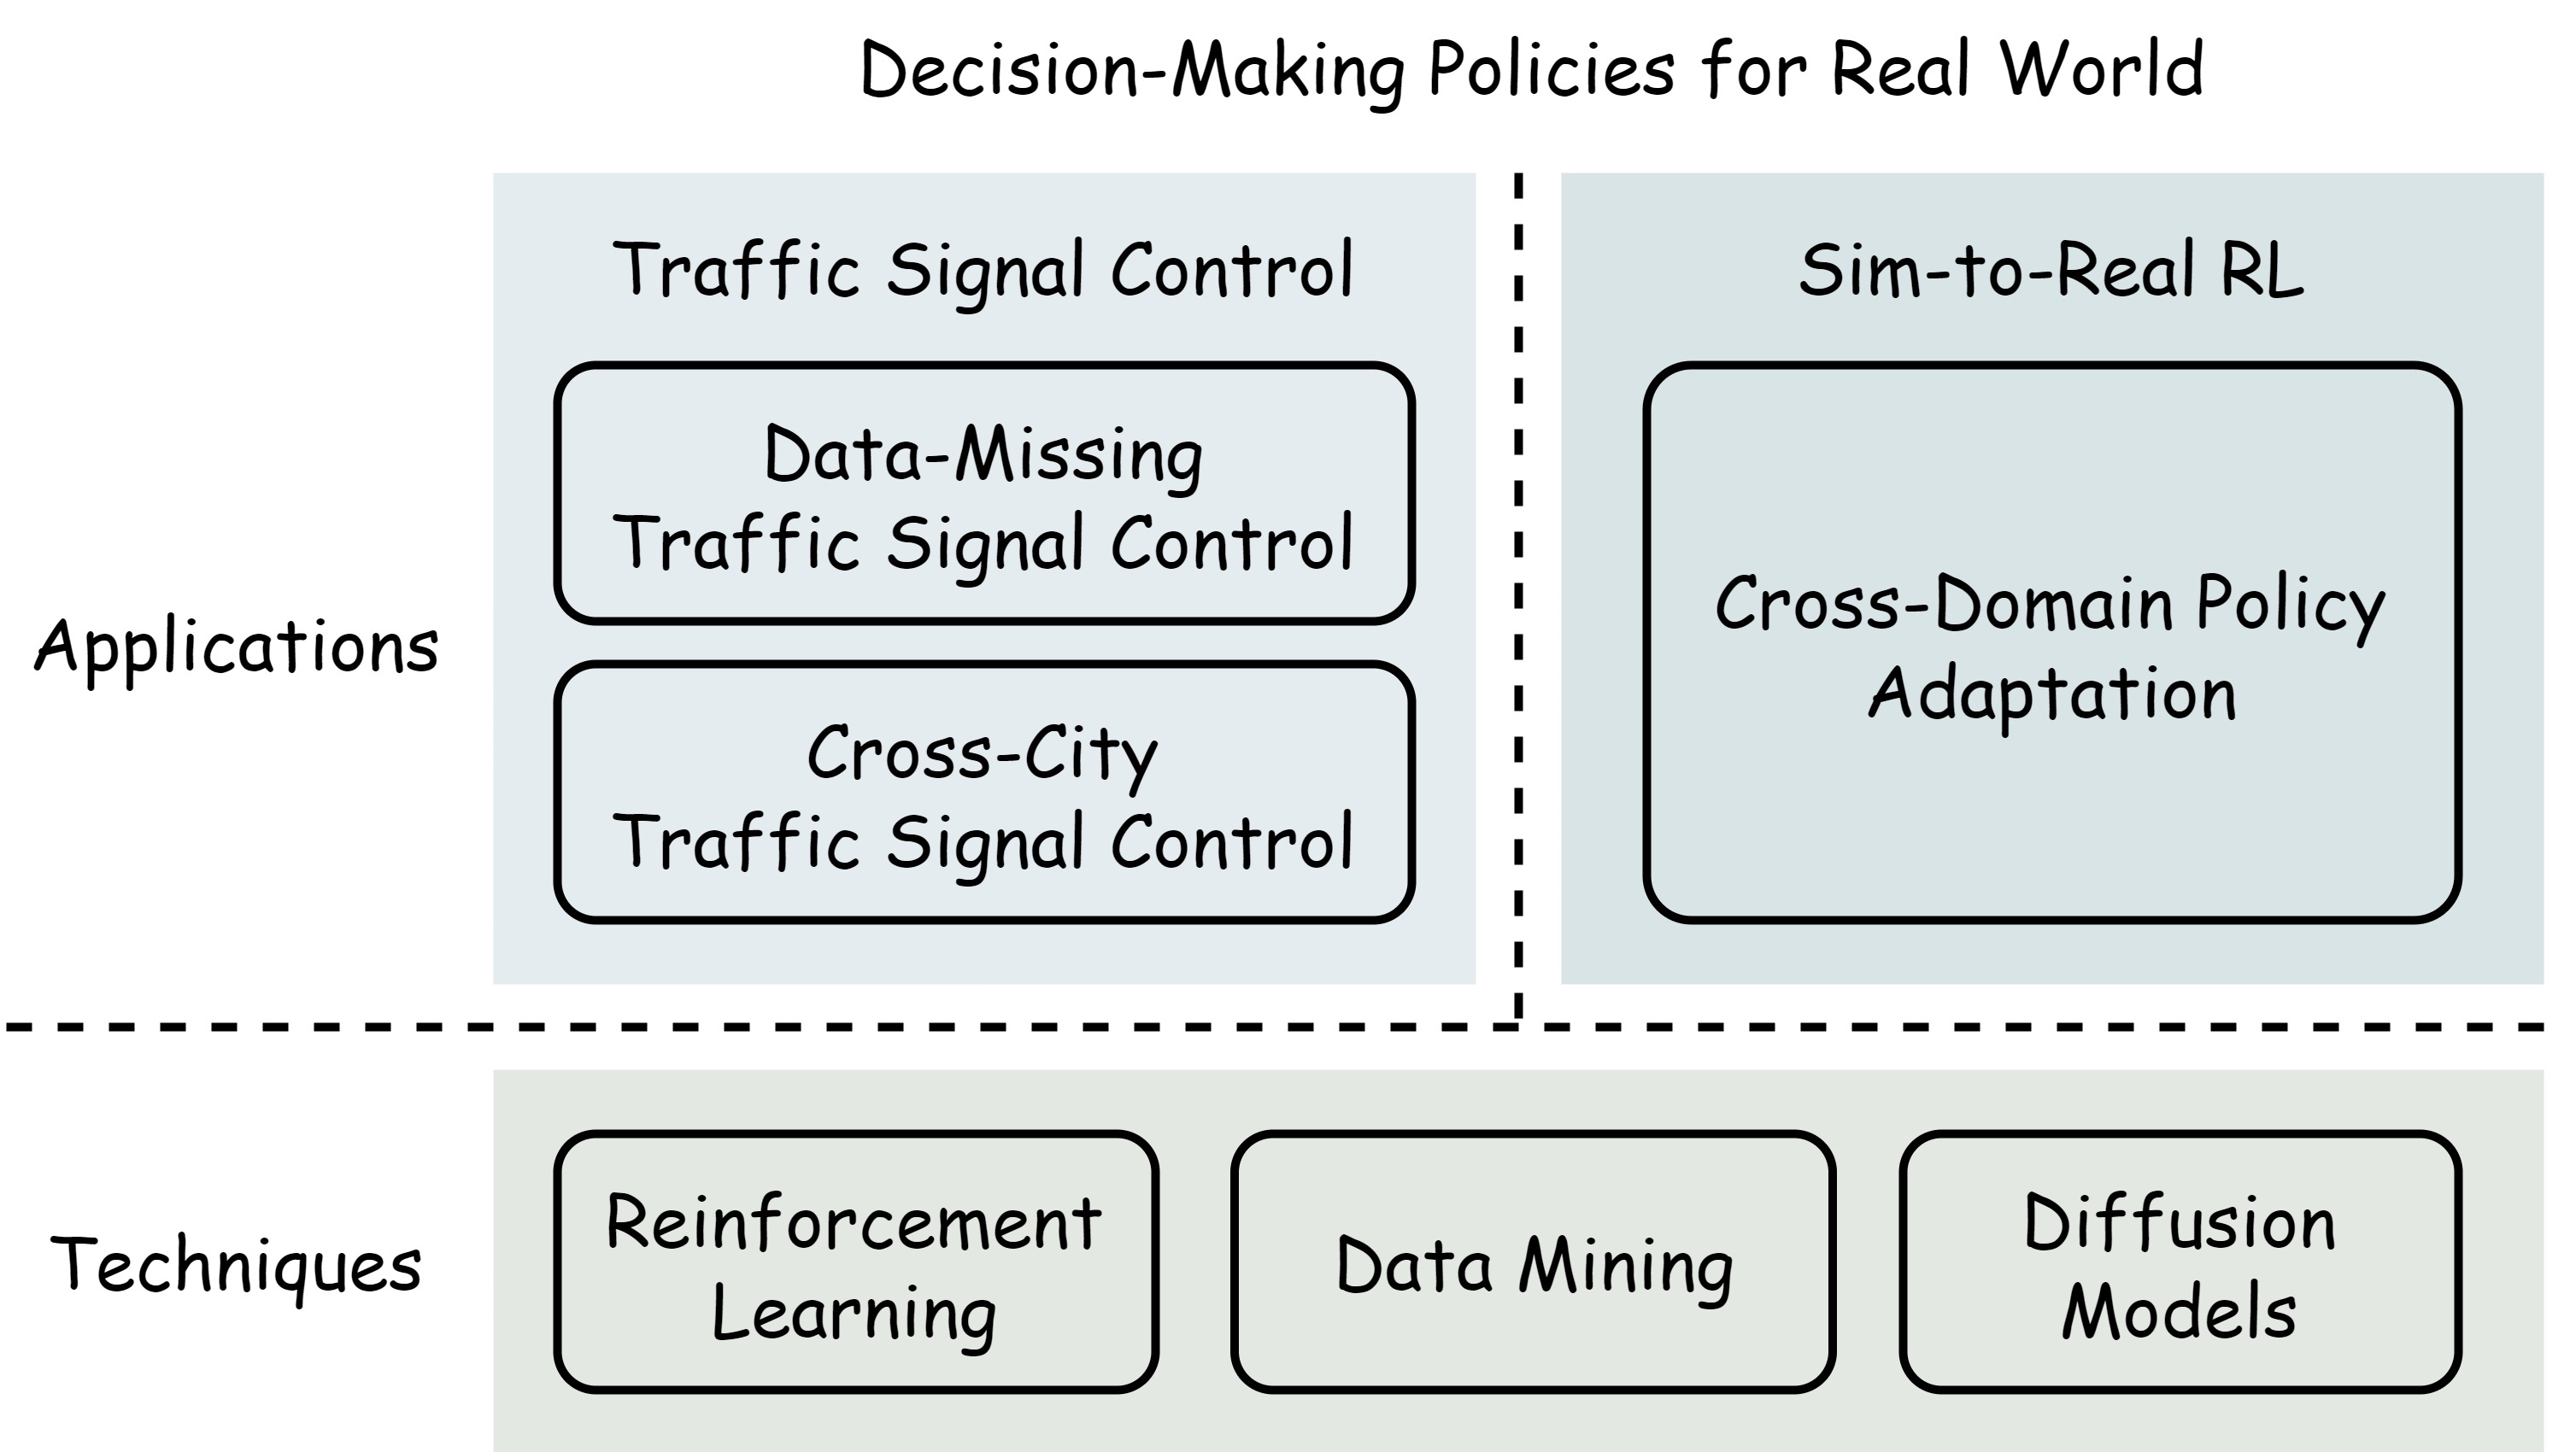 Decision-Making Policies for Real World
Traffic Signal Control
Data-Missing
Traffic Signal Control
Cross-City
Traffic Signal Control
Sim-to-Real RL
Cross-Domain Policy
Adaptation
Applications
Techniques
Reinforcement
Learning
Data Mining
Diffusion
Models